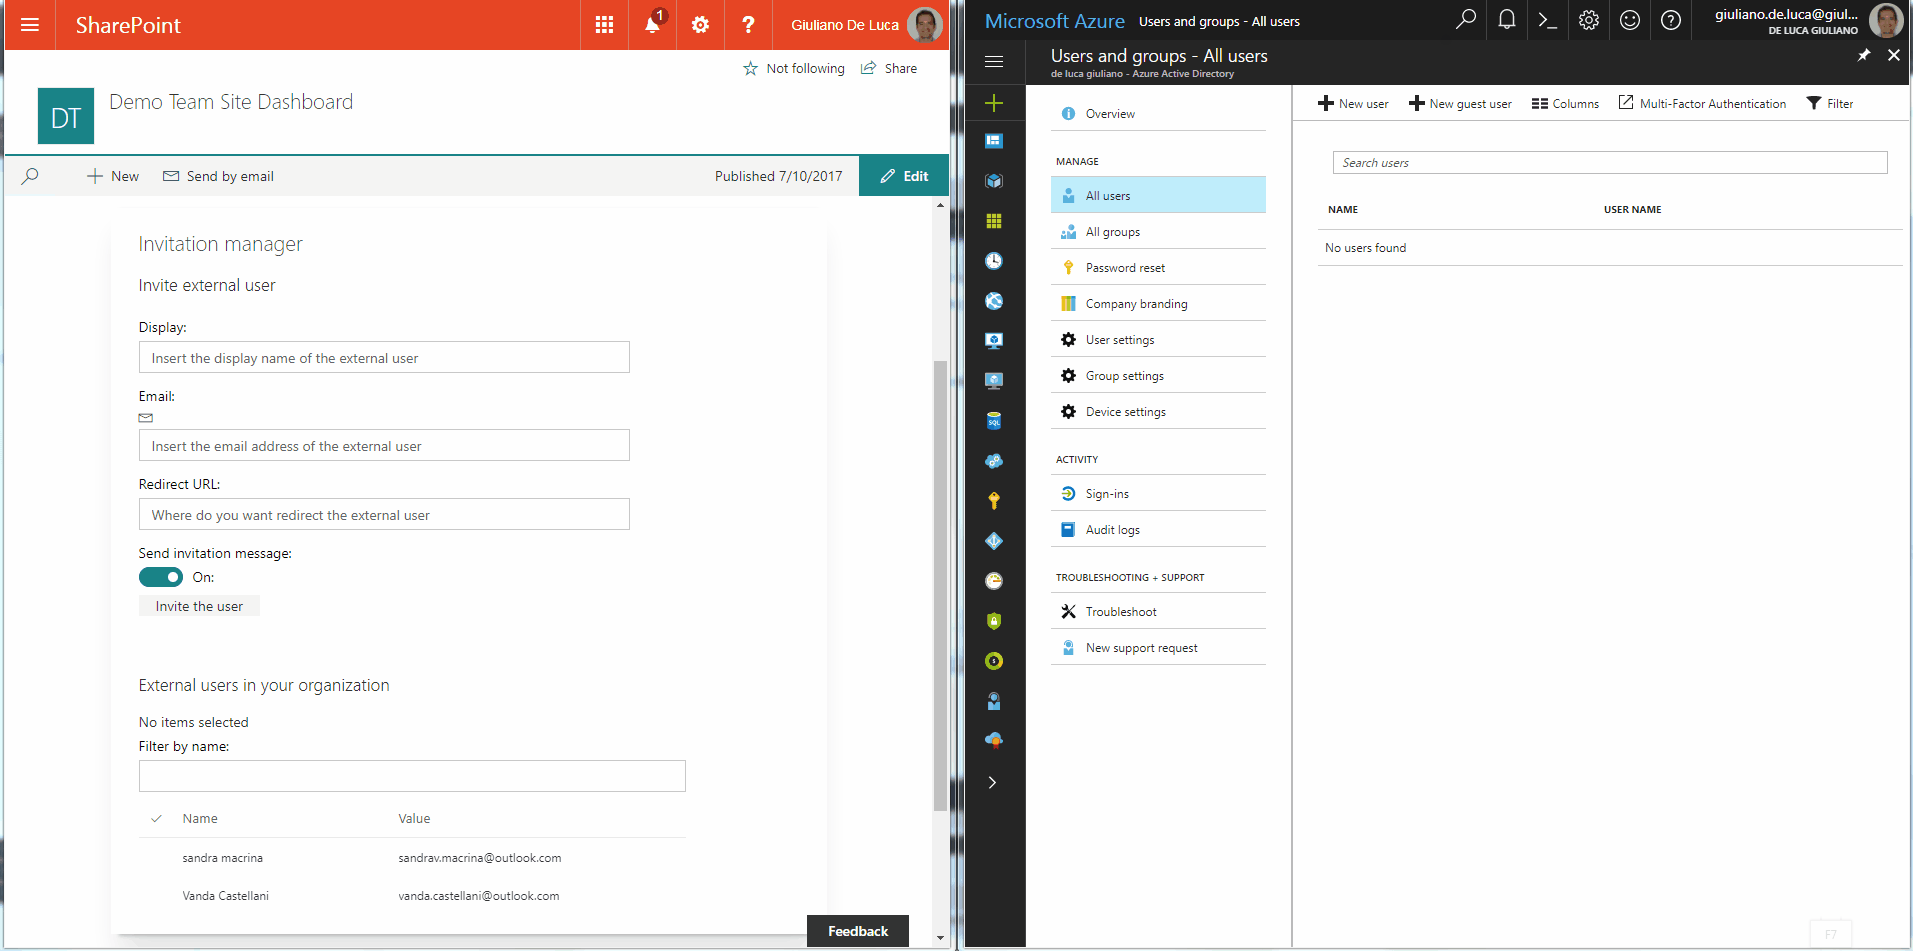 SharePoint
1
?
Giuliano De Luca
Not following
Share
DT
Demo Team Site Dashboard
New
Send by email
Published 7/10/2017
Edit
Invitation manager
Invite external user
Display:
Insert the display name of the external user
Email:
Insert the email address of the external user
Redirect URL:
Where do you want redirect the external user
Send invitation message:
On:
Invite the user
External users in your organization
No items selected
Filter by name:
Name Value
sandra macrina sandrav.macrina@outlook.com
Vanda Castellani vanda.castellani@outlook.com
Feedback
Microsoft Azure Users and groups - All users
giuliano.de.luca@giul...
DE LUCA GIULIANO
Users and groups - All users
de luca giuliano - Azure Active Directory
Overview
MANAGE
All users
All groups
Password reset
Company branding
User settings
Group settings
Device settings
ACTIVITY
Sign-ins
Audit logs
TROUBLESHOOTING + SUPPORT
Troubleshoot
New support request
New user
New guest user
Columns
Multi-Factor Authentication
Filter
Search users
NAME USER NAME
No users found
SQL
F7